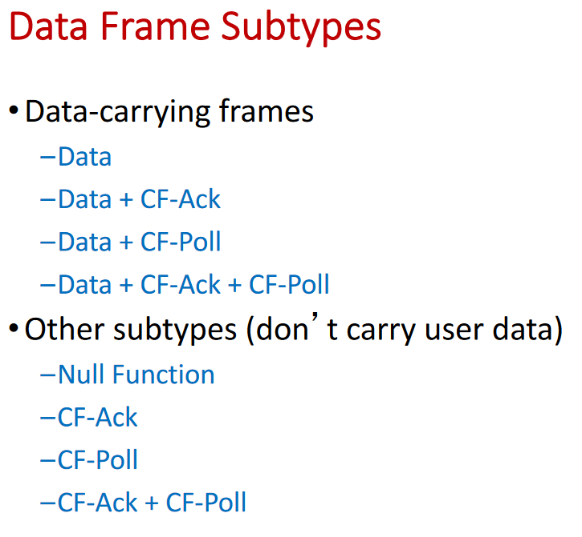 Data Frame Subtypes
• Data-carrying frames
–Data
–Data + CF-Ack
–Data + CF-Poll
–Data + CF-Ack + CF-Poll
• Other subtypes (don’t carry user data)
–Null Function
–CF-Ack
–CF-Poll
–CF-Ack + CF-Poll